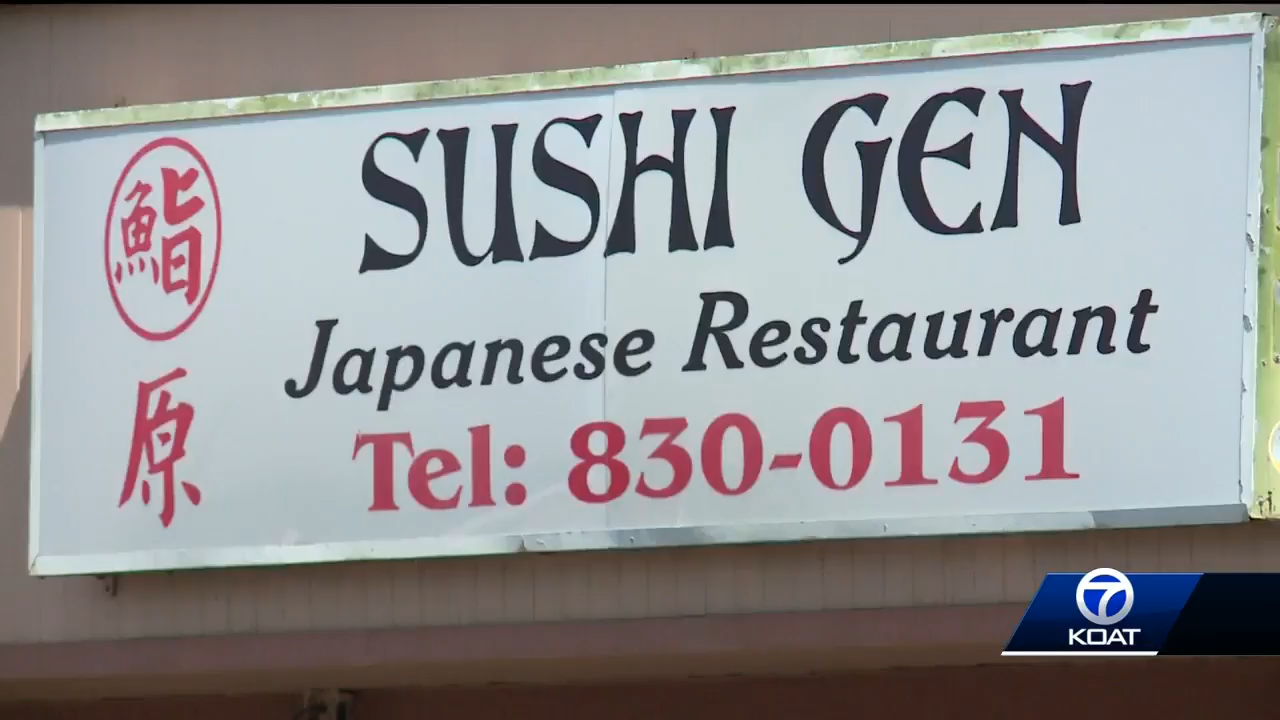 鮨
原
SUSHI GEN
Japanese Restaurant
Tel: 830-0131
7
KOAT